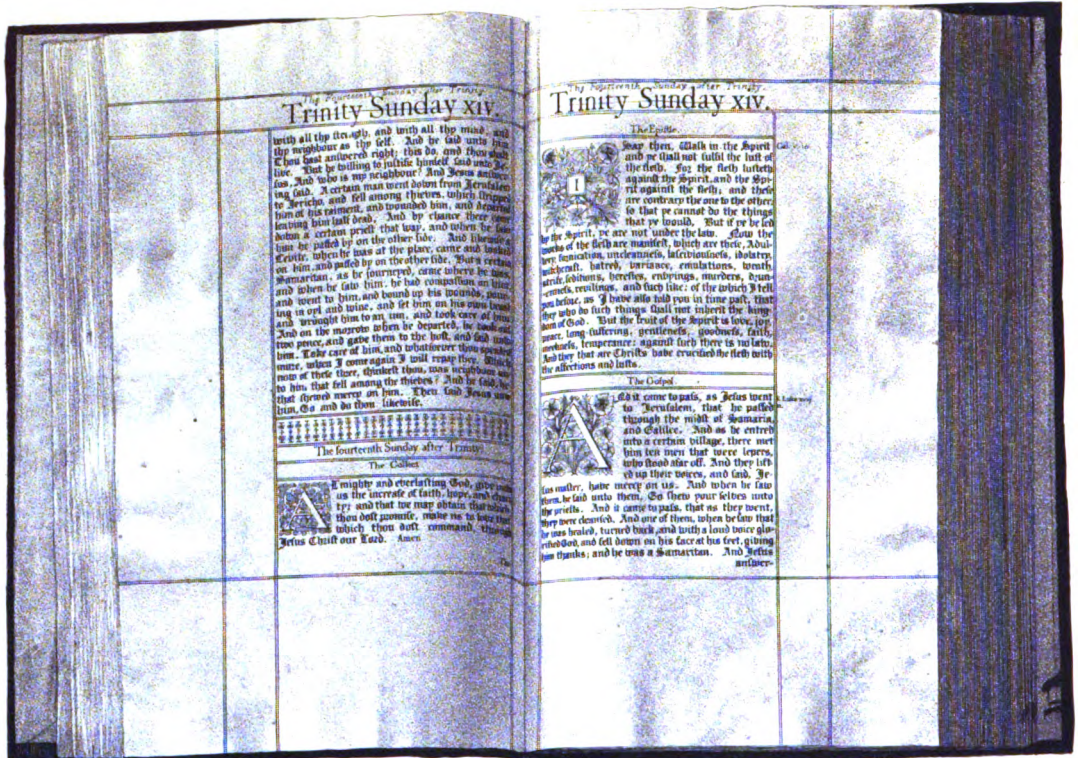 The Fourteenth Sunday after Trinity.
Trinity Sunday xiv.
with all thy strength, and with all thy mind, and
thy neighbour as thy self. And he said unto him,
Thou hast answered right; this do, and thou shalt
live. But he willing to justifie himself said unto Je-
sus, And who is my neighbour? And Jesus answer-
ing said, A certain man went down from Jerusalem
to Jericho, and fell among thieves, which stripped
him of his raiment, and wounded him, and departed
leaving him half dead. And by chance there came
down a certain priest that way, and when he saw
him he passed by on the other side. And likewise a
Levite, when he was at the place, came and looked
on him, and passed by on the other side. But a certain
Samaritan, as he journeyed, came where he was,
and when he saw him, he had compassion on him,
and went to him, and bound up his wounds, pour-
ing in oyl and wine, and set him on his own beast
and brought him to an inn, and took care of him.
And on the morrow when he departed, he took out
two pence, and gave them to the host, and said unto
him, Take care of him, and whatsoever thou spendest
more, when I come again I will repay thee. Which
now of these three, thinkest thou, was neighbour unto
to him, that fell among the thieves? And he said, he
that shewed mercy on him. Then said Jesus unto
him, Go and do thou likewise.
The fourteenth Sunday after Trinity.
The Collect.
Almighty and everlasting God, give unto
us the increase of faith, hope, and chari-
ty; and that we may obtain that which
thou dost promise, make us to love that
which thou dost command, through
Jesus Christ our Lord. Amen
The
The Fourteenth Sunday after Trinity.
Trinity Sunday xiv.
The Epistle.
I Say then, Walk in the Spirit
and ye shall not fulfil the lust of
the flesh. For the flesh lusteth
against the Spirit, and the Spi-
rit against the flesh; and these
are contrary the one to the other;
so that ye cannot do the things
that ye would. But if ye be led
by the Spirit, ye are not under the law. Now the
works of the flesh are manifest, which are these, Adul-
tery, fornication, uncleanness, lasciviousness, idolatry,
witchcraft, hatred, variance, emulations, wrath,
strife, seditions, heresies, envyings, murders, drun-
kenness, revilings, and such like: of the which I tell
you before, as I have also told you in time past, that
they who do such things shall not inherit the king-
dom of God. But the fruit of the Spirit is love, joy,
peace, long-suffering, gentleness, goodness, faith,
meekness, temperance: against such there is no law.
And they that are Christs have crucified the flesh with
the affections and lusts.
The Gospel.
And it came to pass, as Jesus went
to Jerusalem, that he passed
through the midst of Samaria,
and Galilee. And as he entred
into a certain village, there met
him ten men that were lepers,
who stood afar off. And they lift-
ed up their voices, and said, Je-
sus master, have mercy on us. And when he saw
them, he said unto them, Go shew your selves unto
the priests. And it came to pass, that as they went,
they were cleansed. And one of them, when he saw that
he was healed, turned back, and with a loud voice glo-
rified God, and fell down on his face at his feet, giving
him thanks; and he was a Samaritan. And Jesus
answer-